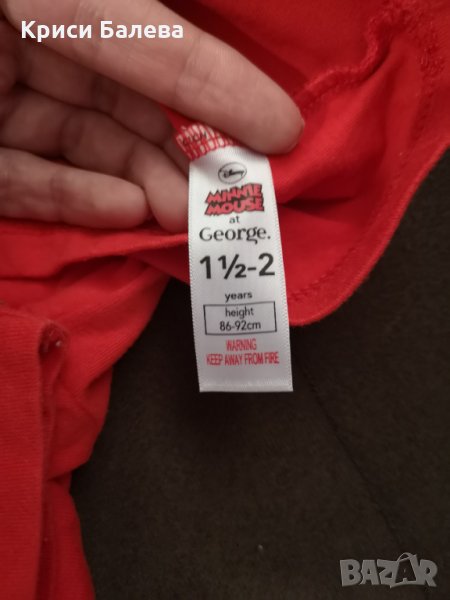 Криси Балева
Disney
MINNIE
MOUSE
at
George.
1½-2
years
height
86-92cm
WARNING
KEEP AWAY FROM FIRE
BAZAR